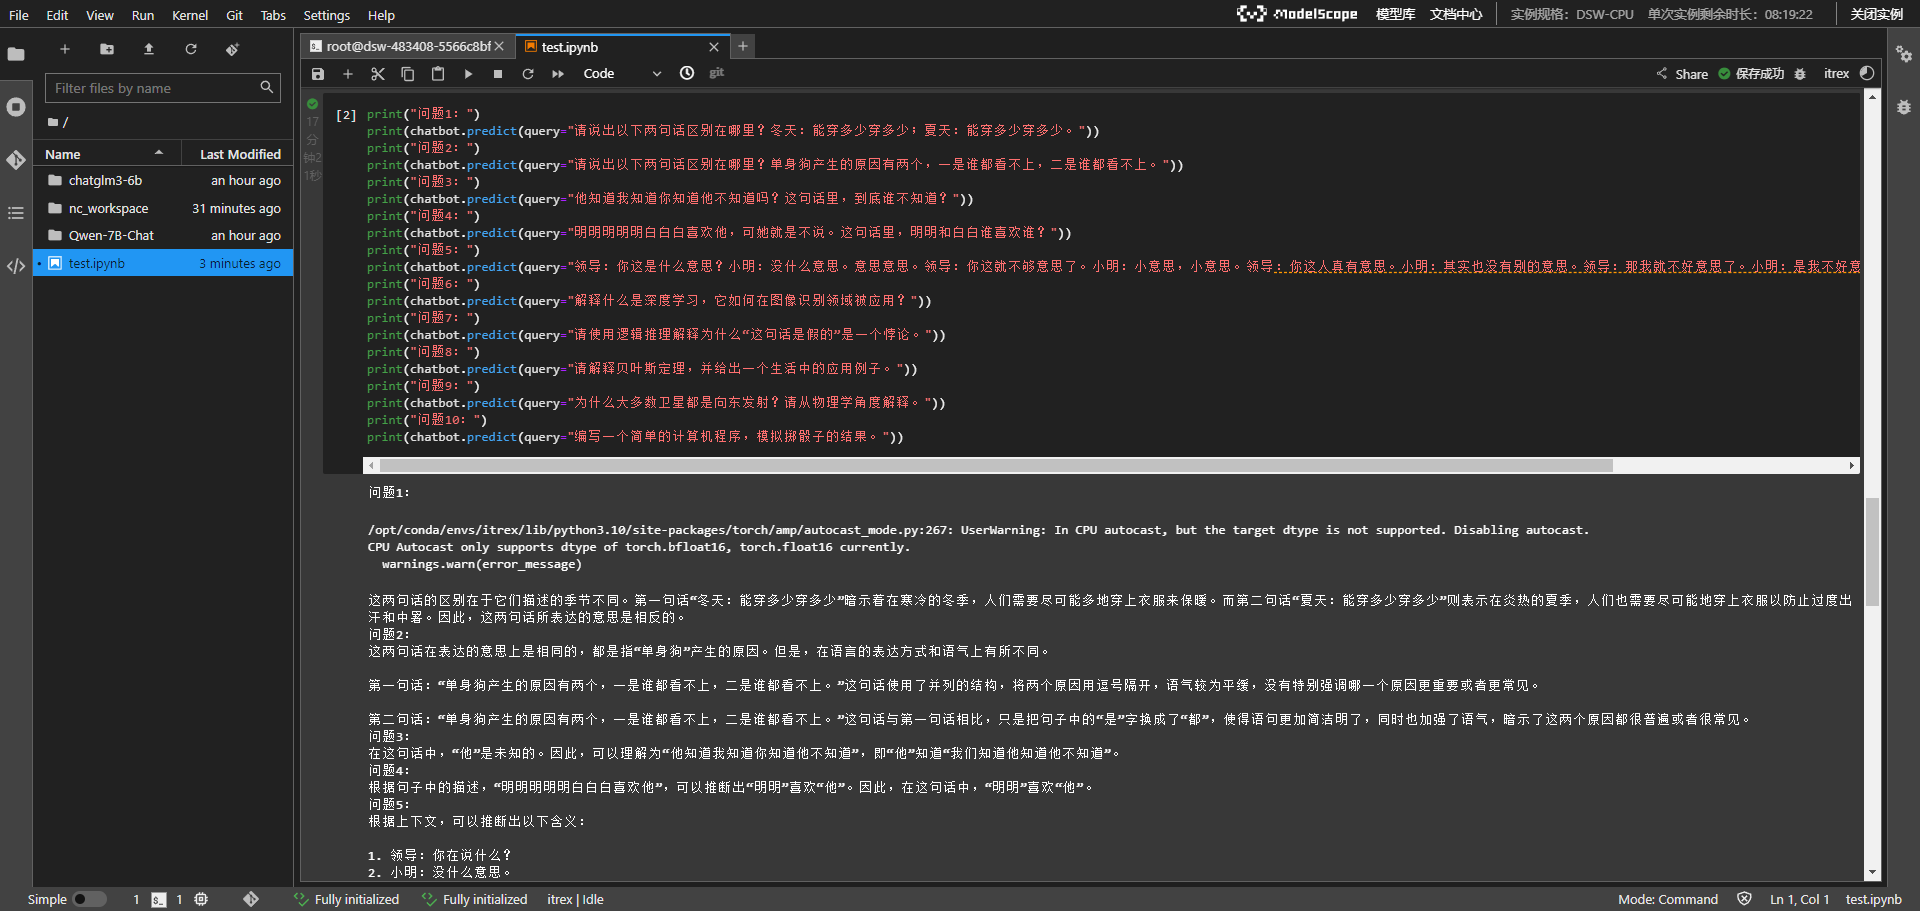 File Edit View Run Kernel Git Tabs Settings Help
ModelScope 模型库 文档中心 实例规格：DSW-CPU 单次实例剩余时长：08:19:22 关闭实例
root@dsw-483408-5566c8bf
test.ipynb
Filter files by name
Code
git
Share 保存成功 itrex
/
Name Last Modified
chatglm3-6b an hour ago
nc_workspace 31 minutes ago
Qwen-7B-Chat an hour ago
test.ipynb 3 minutes ago
17
分
钟2
1秒
[2] print("问题1：")
print(chatbot.predict(query="请说出以下两句话区别在哪里？冬天：能穿多少穿多少；夏天：能穿多少穿多少。"))
print("问题2：")
print(chatbot.predict(query="请说出以下两句话区别在哪里？单身狗产生的原因有两个，一是谁都看不上，二是谁都看不上。"))
print("问题3：")
print(chatbot.predict(query="他知道我知道你知道他不知道吗？这句话里，到底谁不知道？"))
print("问题4：")
print(chatbot.predict(query="明明明明明白白白喜欢他，可她就是不说。这句话里，明明和白白谁喜欢谁？"))
print("问题5：")
print(chatbot.predict(query="领导：你这是什么意思？小明：没什么意思。意思意思。领导：你这就不够意思了。小明：小意思，小意思。领导：你这人真有意思。小明：其实也没有别的意思。领导：那我就不好意思了。小明：是我不好意
print("问题6：")
print(chatbot.predict(query="解释什么是深度学习，它如何在图像识别领域被应用？"))
print("问题7：")
print(chatbot.predict(query="请使用逻辑推理解释为什么“这句话是假的”是一个悖论。"))
print("问题8：")
print(chatbot.predict(query="请解释贝叶斯定理，并给出一个生活中的应用例子。"))
print("问题9：")
print(chatbot.predict(query="为什么大多数卫星都是向东发射？请从物理学角度解释。"))
print("问题10：")
print(chatbot.predict(query="编写一个简单的计算机程序，模拟掷骰子的结果。"))
问题1：
/opt/conda/envs/itrex/lib/python3.10/site-packages/torch/amp/autocast_mode.py:267: UserWarning: In CPU autocast, but the target dtype is not supported. Disabling autocast.
CPU Autocast only supports dtype of torch.bfloat16, torch.float16 currently.
warnings.warn(error_message)
这两句话的区别在于它们描述的季节不同。第一句话“冬天：能穿多少穿多少”暗示着在寒冷的冬季，人们需要尽可能多地穿上衣服来保暖。而第二句话“夏天：能穿多少穿多少”则表示在炎热的夏季，人们也需要尽可能地穿上衣服以防止过度出
汗和中暑。因此，这两句话所表达的意思是相反的。
问题2：
这两句话在表达的意思上是相同的，都是指“单身狗”产生的原因。但是，在语言的表达方式和语气上有所不同。
第一句话：“单身狗产生的原因有两个，一是谁都看不上，二是谁都看不上。”这句话使用了并列的结构，将两个原因用逗号隔开，语气较为平缓，没有特别强调哪一个原因更重要或者更常见。
第二句话：“单身狗产生的原因有两个，一是谁都看不上，二是谁都看不上。”这句话与第一句话相比，只是把句子中的“是”字换成了“都”，使得语句更加简洁明了，同时也加强了语气，暗示了这两个原因都很普遍或者很常见。
问题3：
在这句话中，“他”是未知的。因此，可以理解为“他知道我知道你知道他不知道”，即“他”知道“我们知道他知道他不知道”。
问题4：
根据句子中的描述，“明明明明明白白白喜欢他”，可以推断出“明明”喜欢“他”。因此，在这句话中，“明明”喜欢“他”。
问题5：
根据上下文，可以推断出以下含义：
1. 领导：你在说什么？
2. 小明：没什么意思。
Simple 1 1 Fully initialized Fully initialized itrex | Idle Mode: Command Ln 1, Col 1 test.ipynb